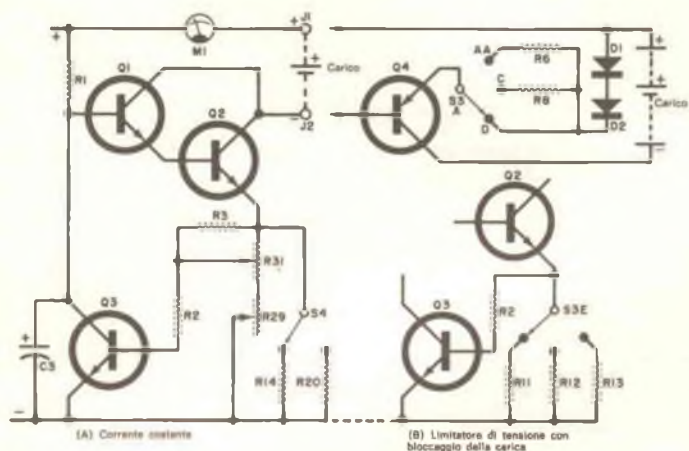 +
M1
J1
+
+
Carico
J2
-
R1
Q1
Q2
R3
R31
R2
R29
S4
Q3
+
C3
R14
R20
-
(A) Corrente costante
Q4
AA
R6
D1
+
C
R8
S3
A
D
D2
+
Carico
-
Q2
Q3
R2
S3E
R11
R12
R13
(B) Limitatore di tensione con
bloccaggio della carica